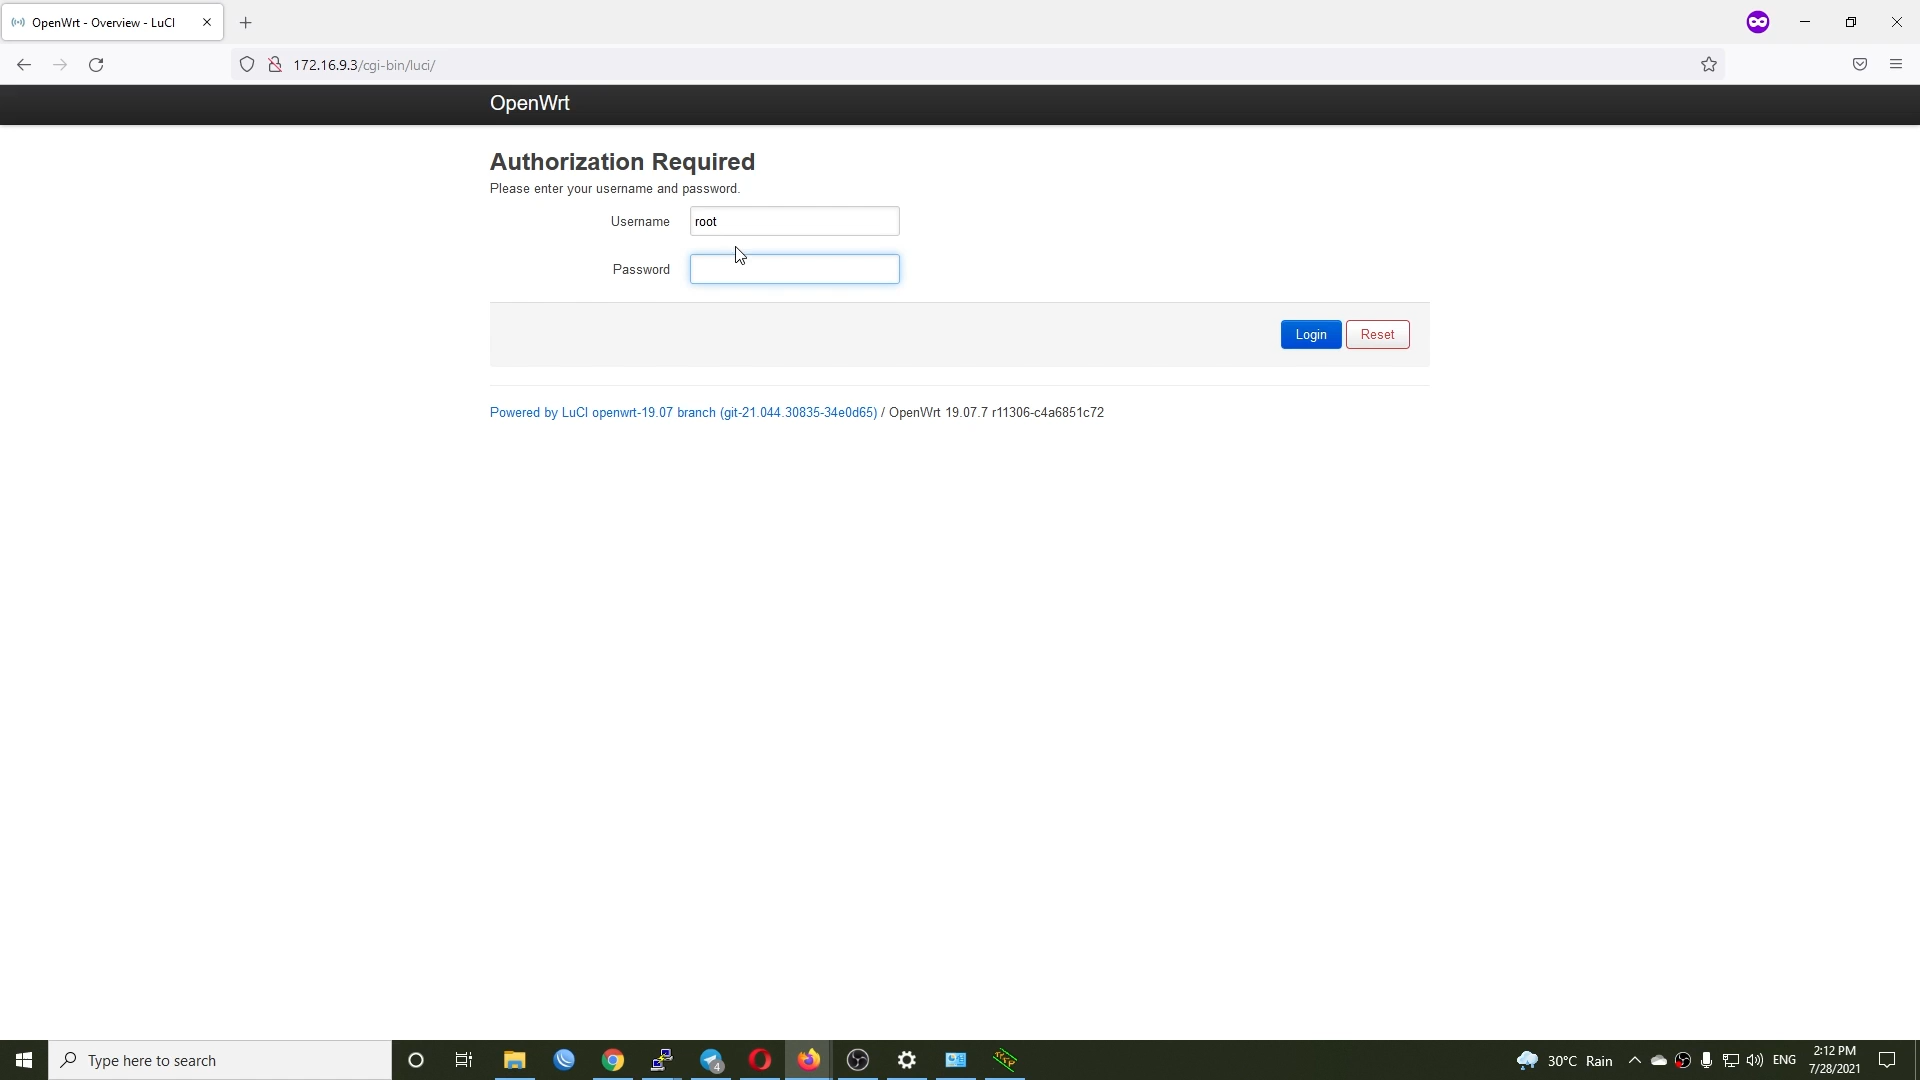 OpenWrt - Overview - LuCI
172.16.9.3/cgi-bin/luci/
OpenWrt
Authorization Required
Please enter your username and password.
Username root
Password
Login Reset
Powered by LuCI openwrt-19.07 branch (git-21.044.30835-34e0d65) / OpenWrt 19.07.7 r11306-c4a6851c72
Type here to search
4
30°C Rain
ENG
2:12 PM
7/28/2021